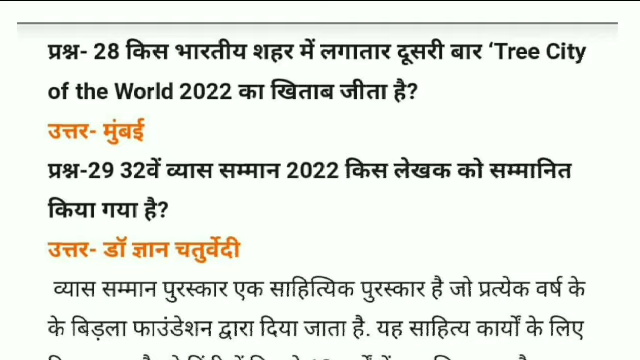 प्रश्न- 28 किस भारतीय शहर में लगातार दूसरी बार ‘Tree City
of the World 2022 का खिताब जीता है?
उत्तर- मुंबई
प्रश्न-29 32वें व्यास सम्मान 2022 किस लेखक को सम्मानित
किया गया है?
उत्तर- डॉ ज्ञान चतुर्वेदी
व्यास सम्मान पुरस्कार एक साहित्यिक पुरस्कार है जो प्रत्येक वर्ष के
के बिड़ला फाउंडेशन द्वारा दिया जाता है. यह साहित्य कार्यों के लिए